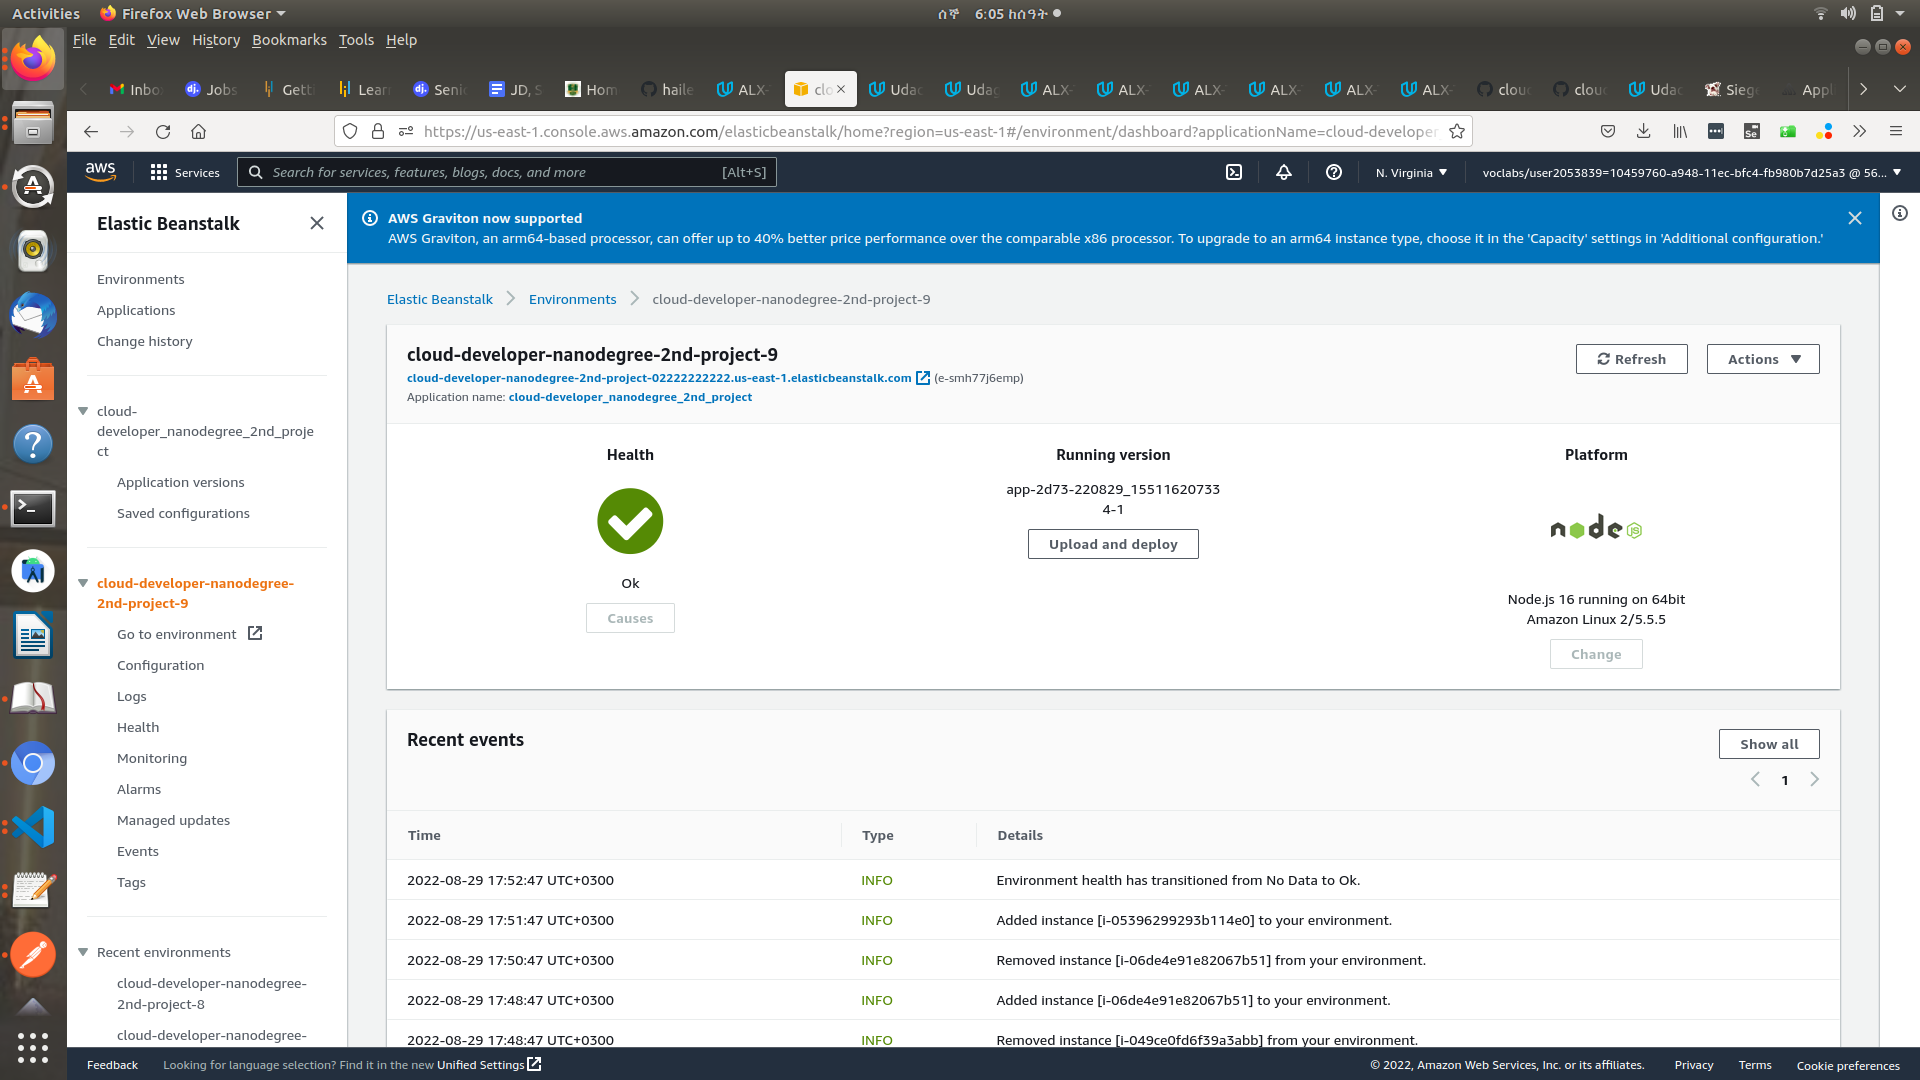 Activities Firefox Web Browser ሰኞ 6:05 ከሰዓት
File Edit View History Bookmarks Tools Help
Inbo Jobs Getti Lear Seni JD, S Hom haile ALX- clo Udac Udag ALX- ALX- ALX- ALX- ALX- ALX- clou clou Udac Sieg Appl
https://us-east-1.console.aws.amazon.com/elasticbeanstalk/home?region=us-east-1#/environment/dashboard?applicationName=cloud-developer
aws Services Search for services, features, blogs, docs, and more [Alt+S] N. Virginia voclabs/user2053839=10459760-a948-11ec-bfc4-fb980b7d25a3 @ 56...
Elastic Beanstalk
Environments
Applications
Change history
cloud-
developer_nanodegree_2nd_proje
ct
Application versions
Saved configurations
cloud-developer-nanodegree-
2nd-project-9
Go to environment
Configuration
Logs
Health
Monitoring
Alarms
Managed updates
Events
Tags
Recent environments
cloud-developer-nanodegree-
2nd-project-8
cloud-developer-nanodegree-
AWS Graviton now supported
AWS Graviton, an arm64-based processor, can offer up to 40% better price performance over the comparable x86 processor. To upgrade to an arm64 instance type, choose it in the 'Capacity' settings in 'Additional configuration.'
Elastic Beanstalk Environments cloud-developer-nanodegree-2nd-project-9
cloud-developer-nanodegree-2nd-project-9
Refresh Actions
cloud-developer-nanodegree-2nd-project-02222222222.us-east-1.elasticbeanstalk.com (e-smh77j6emp)
Application name: cloud-developer_nanodegree_2nd_project
Health
Ok
Causes
Running version
app-2d73-220829_15511620733
4-1
Upload and deploy
Platform
node JS
Node.js 16 running on 64bit
Amazon Linux 2/5.5.5
Change
Recent events
Show all
1
Time Type Details
2022-08-29 17:52:47 UTC+0300 INFO Environment health has transitioned from No Data to Ok.
2022-08-29 17:51:47 UTC+0300 INFO Added instance [i-05396299293b114e0] to your environment.
2022-08-29 17:50:47 UTC+0300 INFO Removed instance [i-06de4e91e82067b51] from your environment.
2022-08-29 17:48:47 UTC+0300 INFO Added instance [i-06de4e91e82067b51] to your environment.
2022-08-29 17:48:47 UTC+0300 INFO Removed instance [i-049ce0fd6f39a3abb] from your environment.
Feedback Looking for language selection? Find it in the new Unified Settings © 2022, Amazon Web Services, Inc. or its affiliates. Privacy Terms Cookie preferences